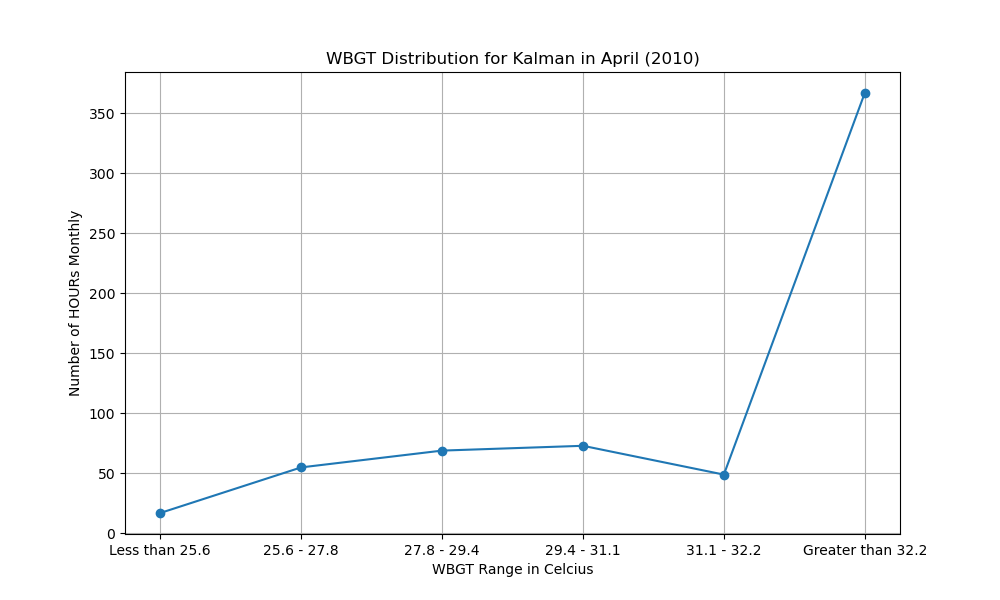 WBGT Distribution for Kalman in April (2010)
Number of HOURs Monthly
350
300
250
200
150
100
50
0
Less than 25.6
25.6 - 27.8
27.8 - 29.4
29.4 - 31.1
31.1 - 32.2
Greater than 32.2
WBGT Range in Celcius